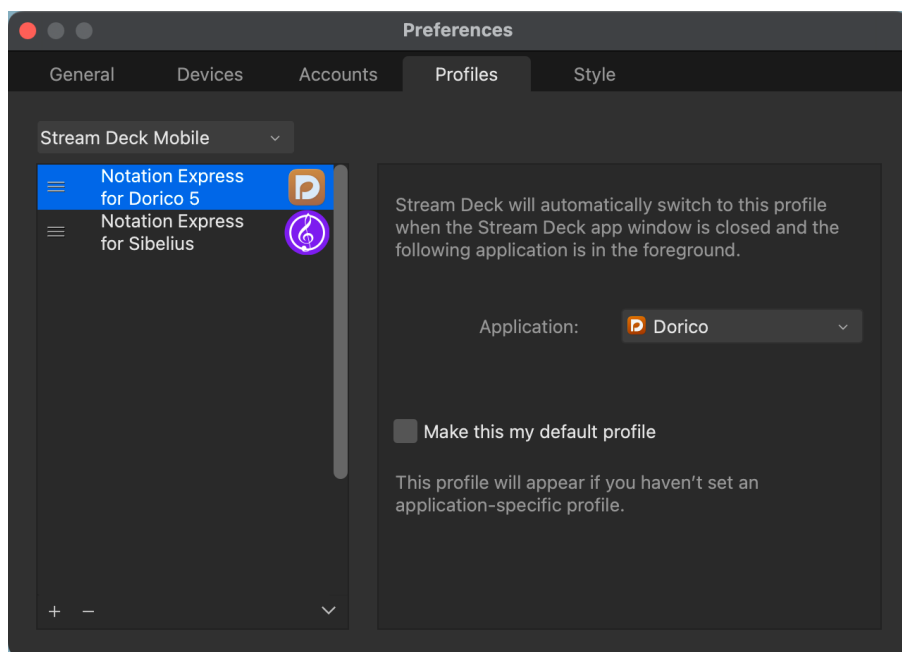 Preferences
General Devices Accounts Profiles Style
Stream Deck Mobile
Notation Express
for Dorico 5
Notation Express
for Sibelius
Stream Deck will automatically switch to this profile
when the Stream Deck app window is closed and the
following application is in the foreground.
Application: Dorico
Make this my default profile
This profile will appear if you haven’t set an
application-specific profile.